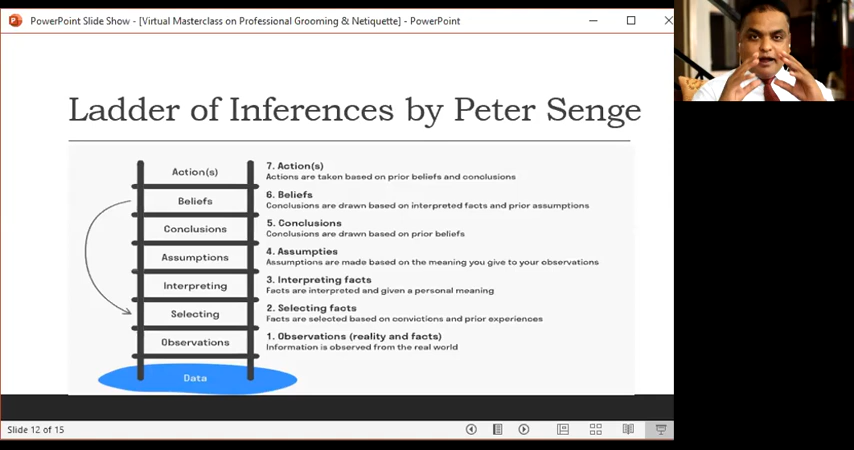 PowerPoint Slide Show - [Virtual Masterclass on Professional Grooming & Netiquette] - PowerPoint
Ladder of Inferences by Peter Senge
Action(s)
Beliefs
Conclusions
Assumptions
Interpreting
Selecting
Observations
Data
7. Action(s)
Actions are taken based on prior beliefs and conclusions
6. Beliefs
Conclusions are drawn based on interpreted facts and prior assumptions
5. Conclusions
Conclusions are drawn based on prior beliefs
4. Assumpties
Assumptions are made based on the meaning you give to your observations
3. Interpreting facts
Facts are interpreted and given a personal meaning
2. Selecting facts
Facts are selected based on convictions and prior experiences
1. Observations (reality and facts)
Information is observed from the real world
Slide 12 of 15